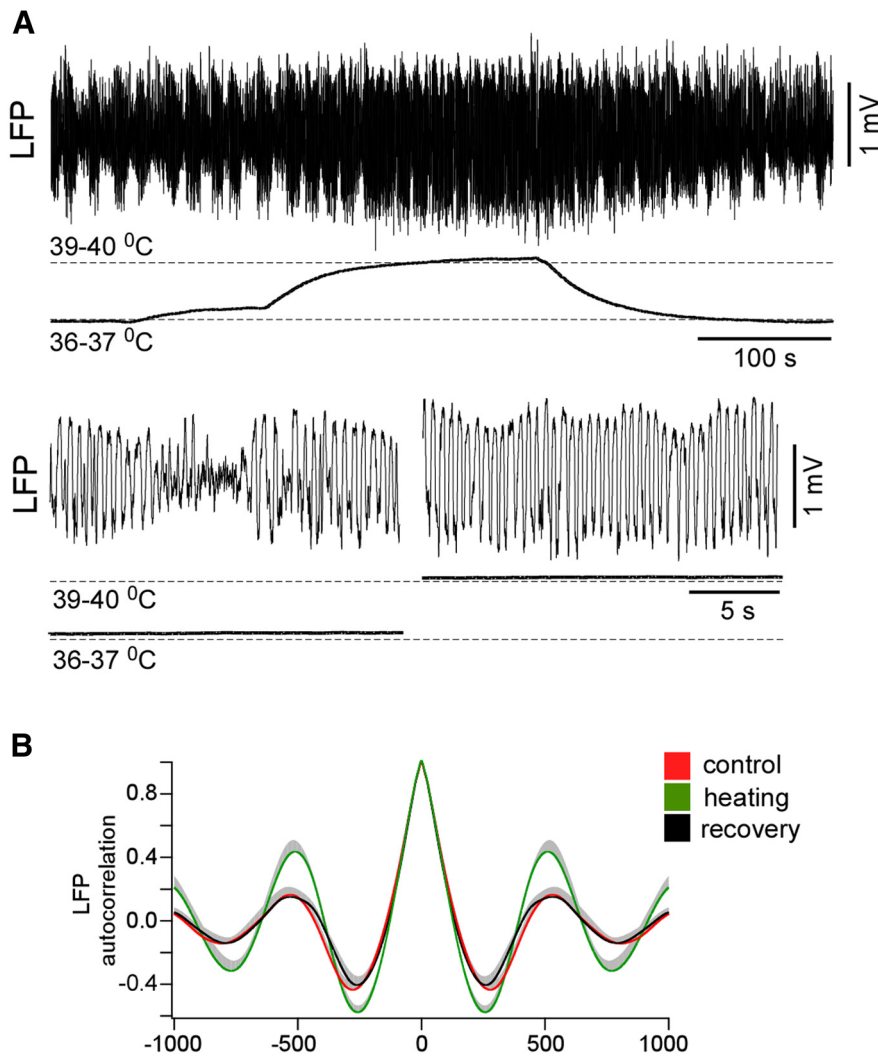 A
LFP
1 mV
39-40 ⁰C
36-37 ⁰C
100 s
LFP
1 mV
39-40 ⁰C
5 s
36-37 ⁰C
B
control
heating
recovery
LFP
autocorrelation
0.8
0.4
0.0
-0.4
-1000 -500 0 500 1000